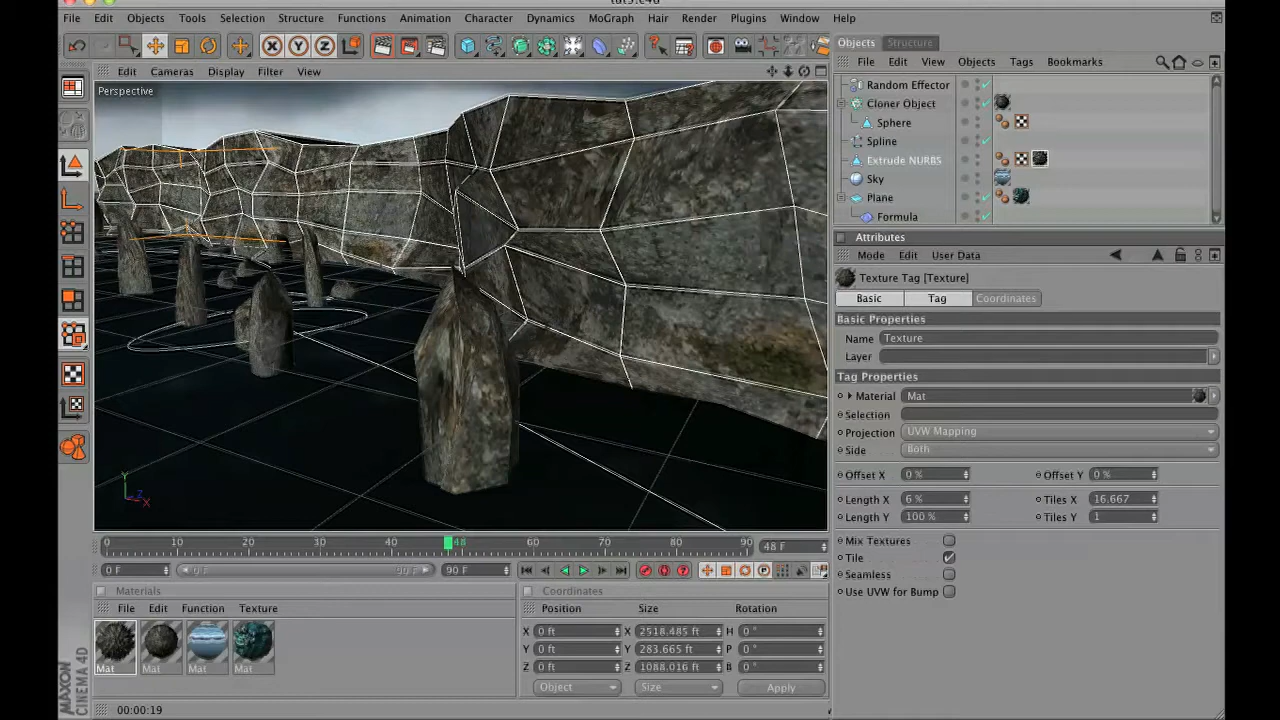 tut5.c4d
File Edit Objects Tools Selection Structure Functions Animation Character Dynamics MoGraph Hair Render Plugins Window Help
X Y Z
Objects Structure
Edit Cameras Display Filter View
File Edit View Objects Tags Bookmarks
Perspective
Random Effector
Cloner Object
Sphere
Spline
Extrude NURBS
Sky
Plane
Formula
Attributes
Mode Edit User Data
Texture Tag [Texture]
Basic Tag Coordinates
Basic Properties
Name Texture
Layer
Tag Properties
Material Mat
Selection
Projection UVW Mapping
Side Both
Offset X 0 % Offset Y 0 %
Length X 6 % Tiles X 16.667
Length Y 100 % Tiles Y 1
Mix Textures
Tile
Seamless
Use UVW for Bump
Y Z X
0 10 20 30 40 48 60 70 80 90 48 F
0 F 0 F 90 F 90 F
Materials
File Edit Function Texture
Mat Mat Mat Mat
Coordinates
Position Size Rotation
X 0 ft X 2518.485 ft H 0 °
Y 0 ft Y 283.665 ft P 0 °
Z 0 ft Z 1088.016 ft B 0 °
Object Size Apply
MAXON CINEMA 4D
00:00:19